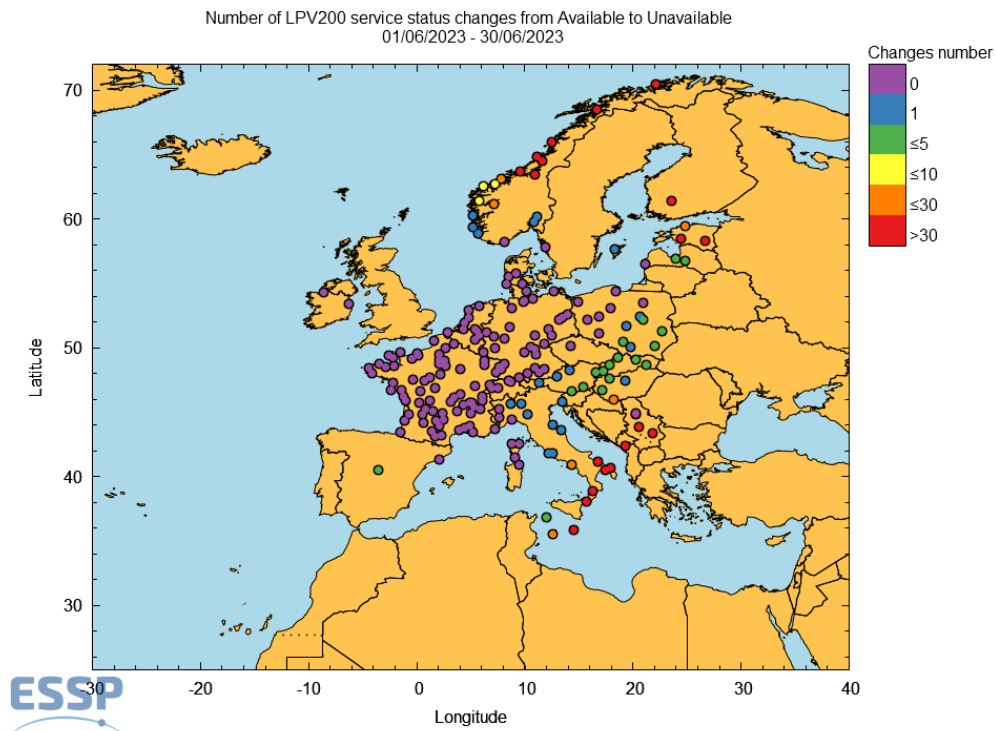 Number of LPV200 service status changes from Available to Unavailable
01/06/2023 - 30/06/2023
Changes number
0
1
≤5
≤10
≤30
>30
70
60
50
40
30
Latitude
-30 -20 -10 0 10 20 30 40
Longitude
ESSP